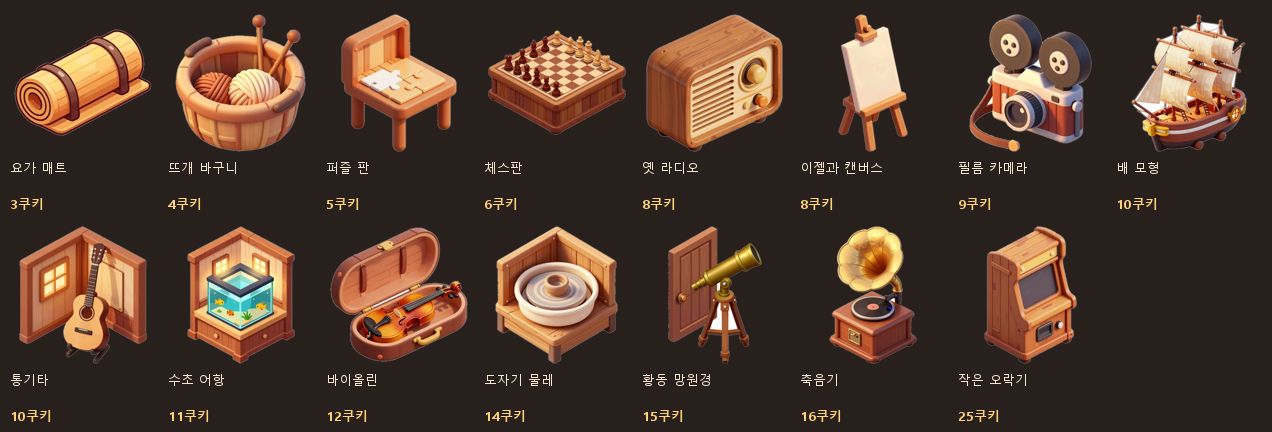 요가 매트
뜨개 바구니
퍼즐 판
체스판
옛 라디오
이젤과 캔버스
필름 카메라
배 모형
3쿠키
4쿠키
5쿠키
6쿠키
8쿠키
8쿠키
9쿠키
10쿠키
통기타
수초 어항
바이올린
도자기 물레
황동 망원경
축음기
작은 오락기
10쿠키
11쿠키
12쿠키
14쿠키
15쿠키
16쿠키
25쿠키